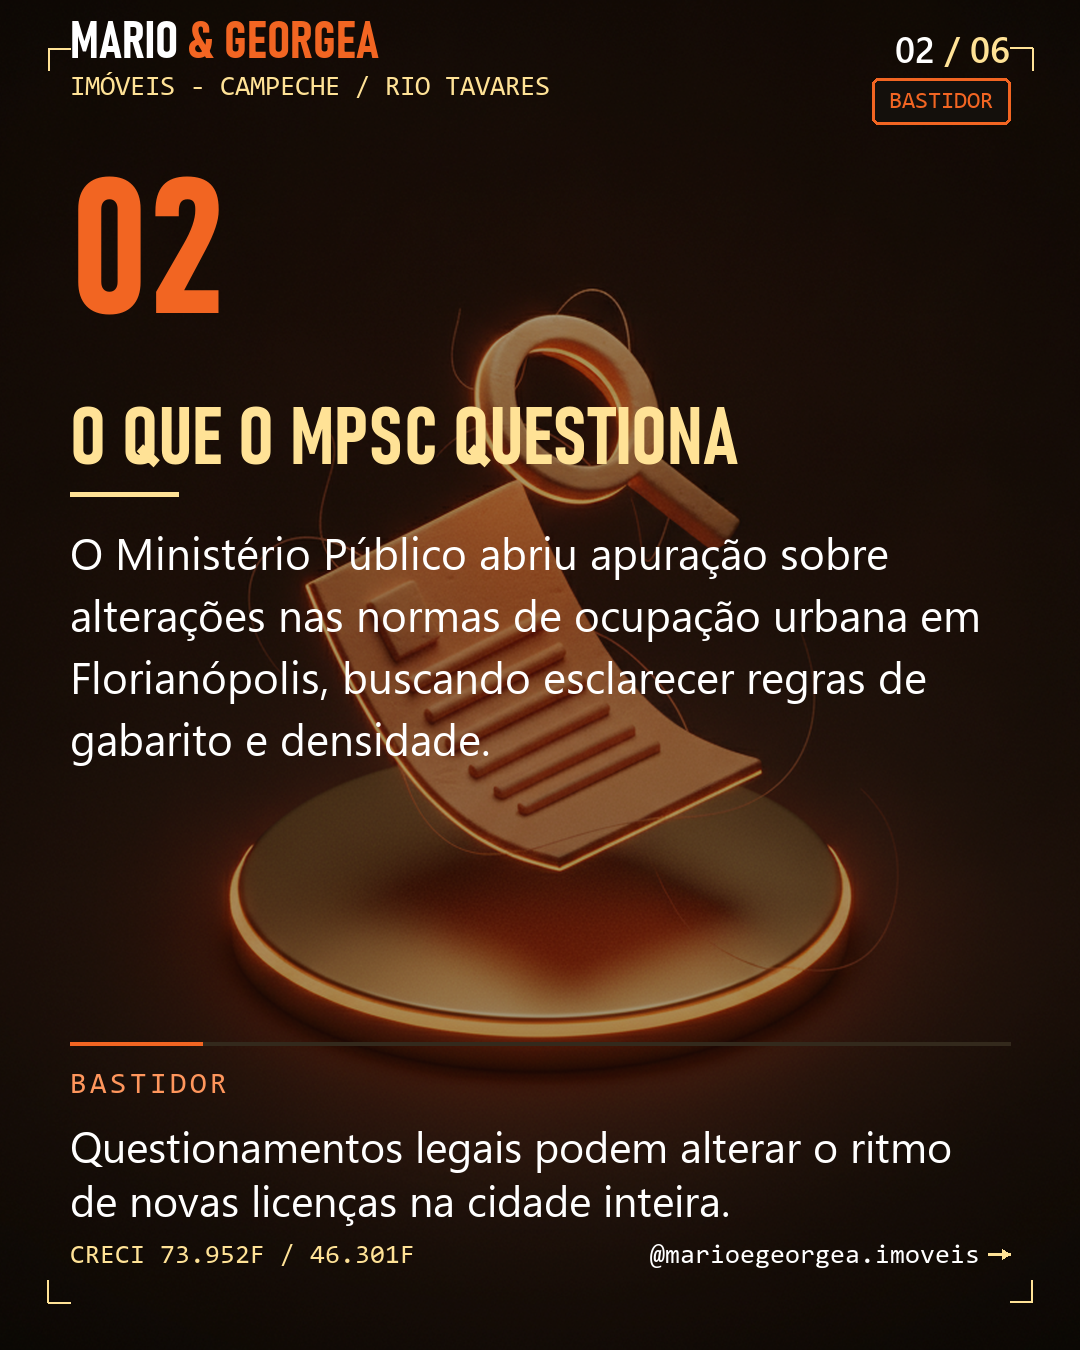 MARIO & GEORGEA
IMÓVEIS - CAMPECHE / RIO TAVARES
02 / 06
BASTIDOR
02
O QUE O MPSC QUESTIONA
O Ministério Público abriu apuração sobre
alterações nas normas de ocupação urbana em
Florianópolis, buscando esclarecer regras de
gabarito e densidade.
BASTIDOR
Questionamentos legais podem alterar o ritmo
de novas licenças na cidade inteira.
CRECI 73.952F / 46.301F
@marioegeorgea.imoveis →